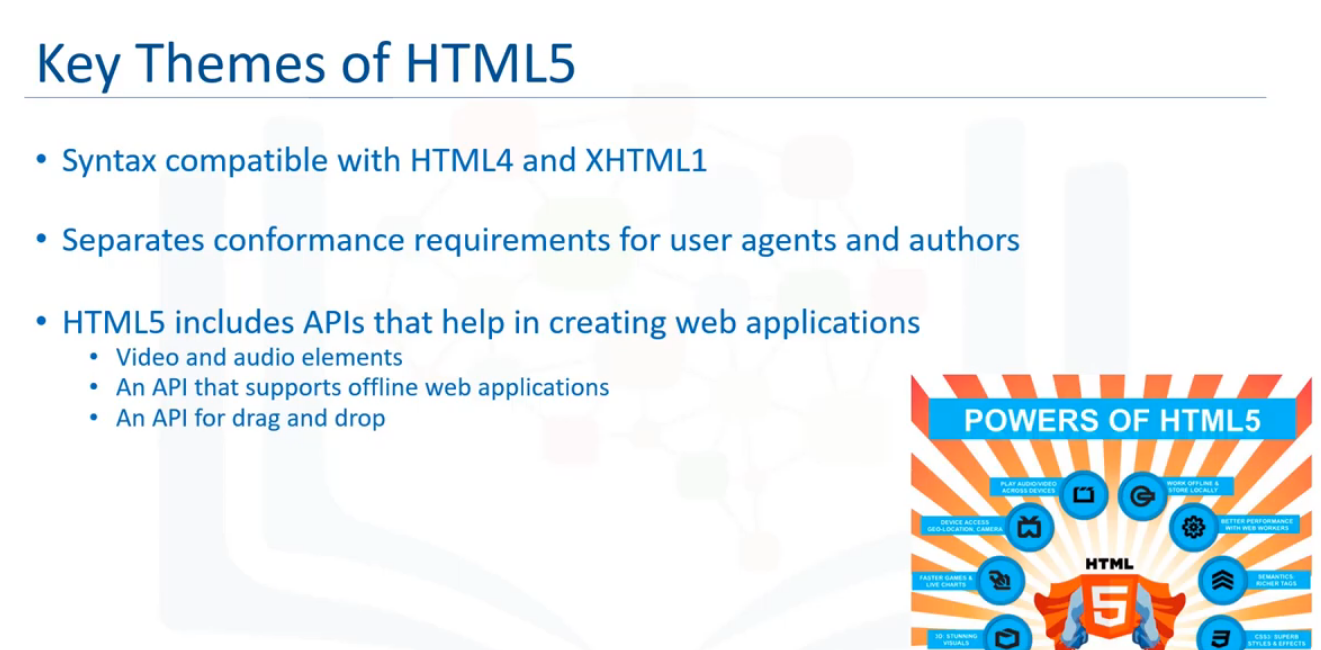 Key Themes of HTML5
• Syntax compatible with HTML4 and XHTML1
• Separates conformance requirements for user agents and authors
• HTML5 includes APIs that help in creating web applications
• Video and audio elements
• An API that supports offline web applications
• An API for drag and drop
POWERS OF HTML5
PLAY AUDIO/VIDEO
ACROSS DEVICES
WORK OFFLINE &
STORE LOCALLY
DEVICE ACCESS
GEO-LOCATION, CAMERA
BETTER PERFORMANCE
WITH WEB WORKERS
HTML
5
FASTER GAMES &
LIVE CHARTS
SEMANTICS:
RICHER TAGS
3D: STUNNING
VISUALS
CSS3: SUPERB
STYLES & EFFECTS